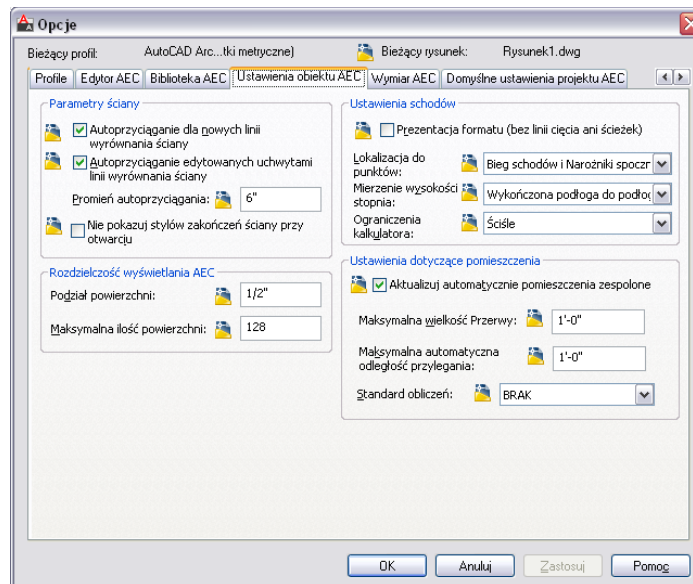 Opcje
Bieżący profil: AutoCAD Arc...tki metryczne) Bieżący rysunek: Rysunek1.dwg
Profile Edytor AEC Biblioteka AEC Ustawienia obiektu AEC Wymiar AEC Domyślne ustawienia projektu AEC
Parametry ściany
Autoprzyciąganie dla nowych linii
wyrównania ściany
Autoprzyciąganie edytowanych uchwytami
linii wyrównania ściany
Promień autoprzyciągania: 6"
Nie pokazuj stylów zakończeń ściany przy
otwarciu
Rozdzielczość wyświetlania AEC
Podział powierzchni: 1/2"
Maksymalna ilość powierzchni: 128
Ustawienia schodów
Prezentacja formatu (bez linii cięcia ani ścieżek)
Lokalizacja do
punktów: Bieg schodów i Narożniki spoczr
Mierzenie wysokości
stopnia: Wykończona podłoga do podłog
Ograniczenia
kalkulatora: Ściśle
Ustawienia dotyczące pomieszczenia
Aktualizuj automatycznie pomieszczenia zespolone
Maksymalna wielkość Przerwy: 1'-0"
Maksymalna automatyczna
odległość przylegania: 1'-0"
Standard obliczeń: BRAK
OK Anuluj Zastosuj Pomoc